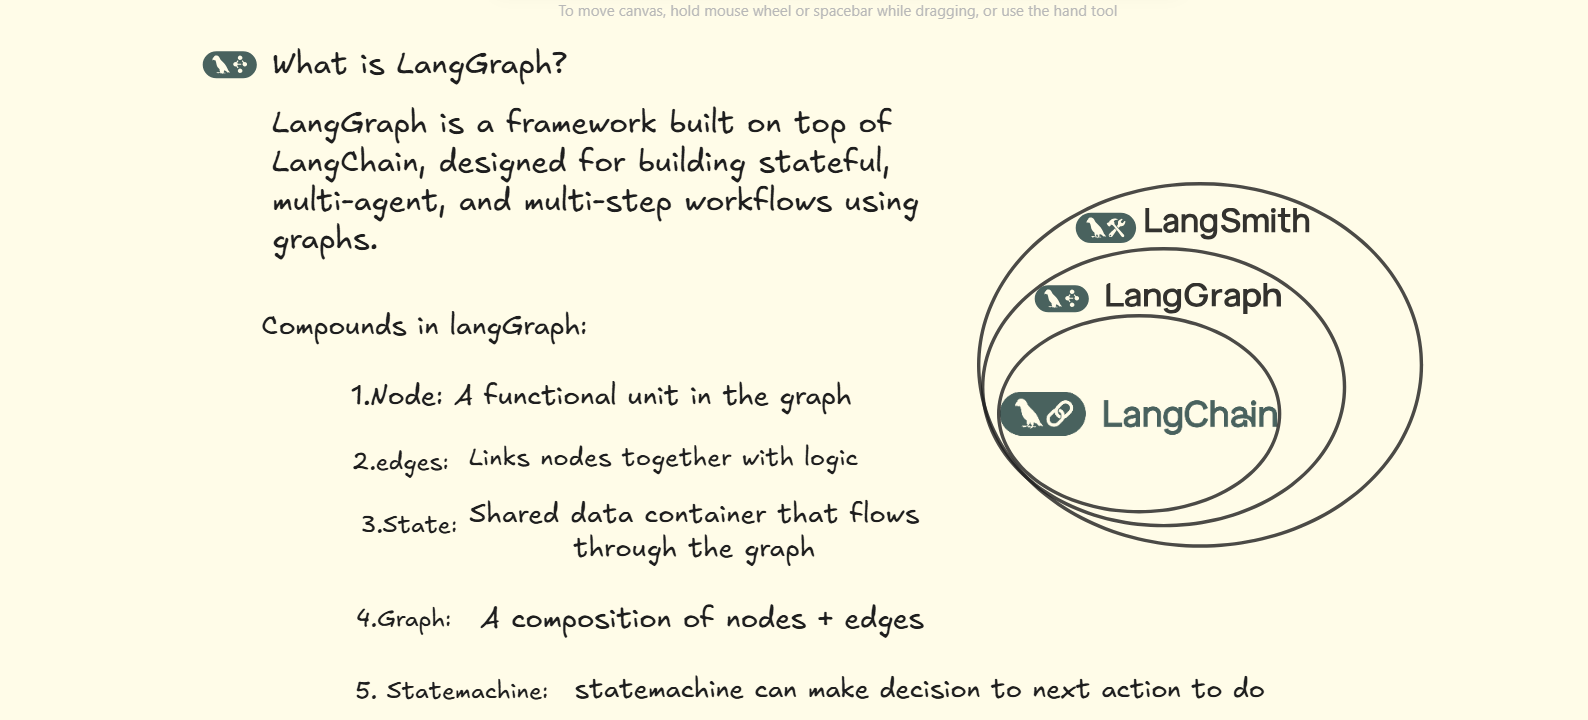 To move canvas, hold mouse wheel or spacebar while dragging, or use the hand tool
What is LangGraph?
LangGraph is a framework built on top of
LangChain, designed for building stateful,
multi-agent, and multi-step workflows using
graphs.
Compounds in langGraph:
1.Node: A functional unit in the graph
2.edges: Links nodes together with logic
3.State: Shared data container that flows
through the graph
4.Graph: A composition of nodes + edges
5. Statemachine: statemachine can make decision to next action to do
LangSmith
LangGraph
LangChain